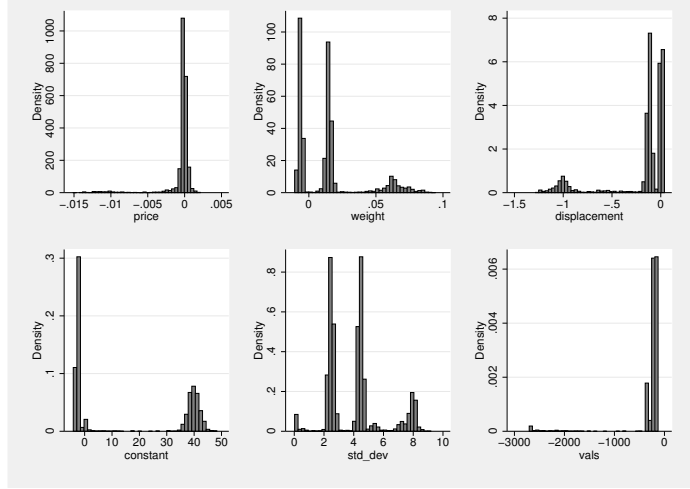 Density
0 200 400 600 800 1000
−.015 −.01 −.005 0 .005
price
Density
0 20 40 60 80 100
0 .05 .1
weight
Density
0 2 4 6 8
−1.5 −1 −.5 0
displacement
Density
0 .1 .2 .3
0 10 20 30 40 50
constant
Density
0 .2 .4 .6 .8
0 2 4 6 8 10
std_dev
Density
0 .002 .004 .006
−3000 −2000 −1000 0
vals